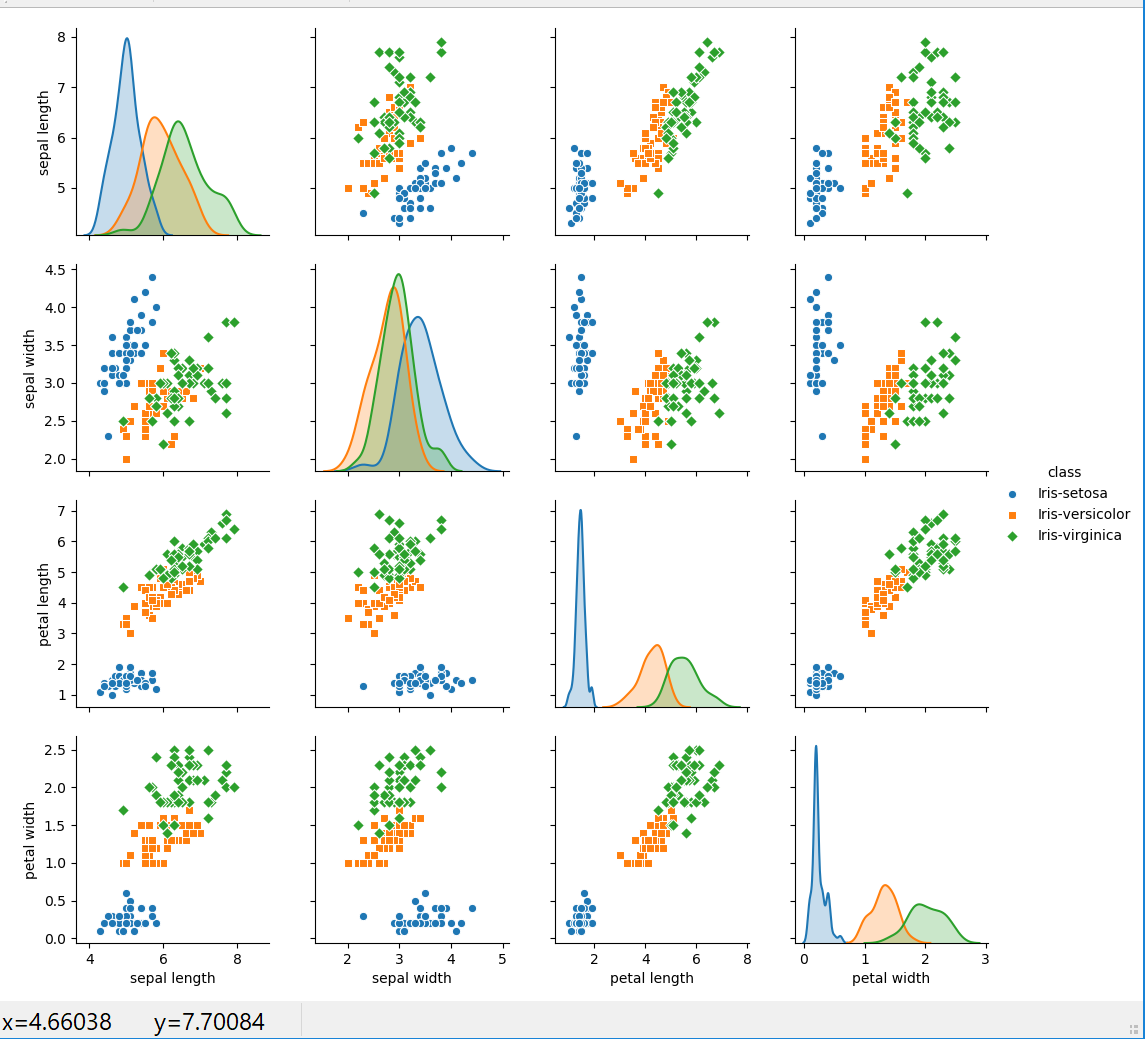 8
7
6
5
sepal length
4 6 8
2 3 4 5
2 4 6 8
0 1 2 3
4.5
4.0
3.5
3.0
2.5
2.0
sepal width
class
Iris-setosa
Iris-versicolor
Iris-virginica
7
6
5
4
3
2
1
petal length
2.5
2.0
1.5
1.0
0.5
0.0
petal width
sepal length sepal width petal length petal width
x=4.66038 y=7.70084